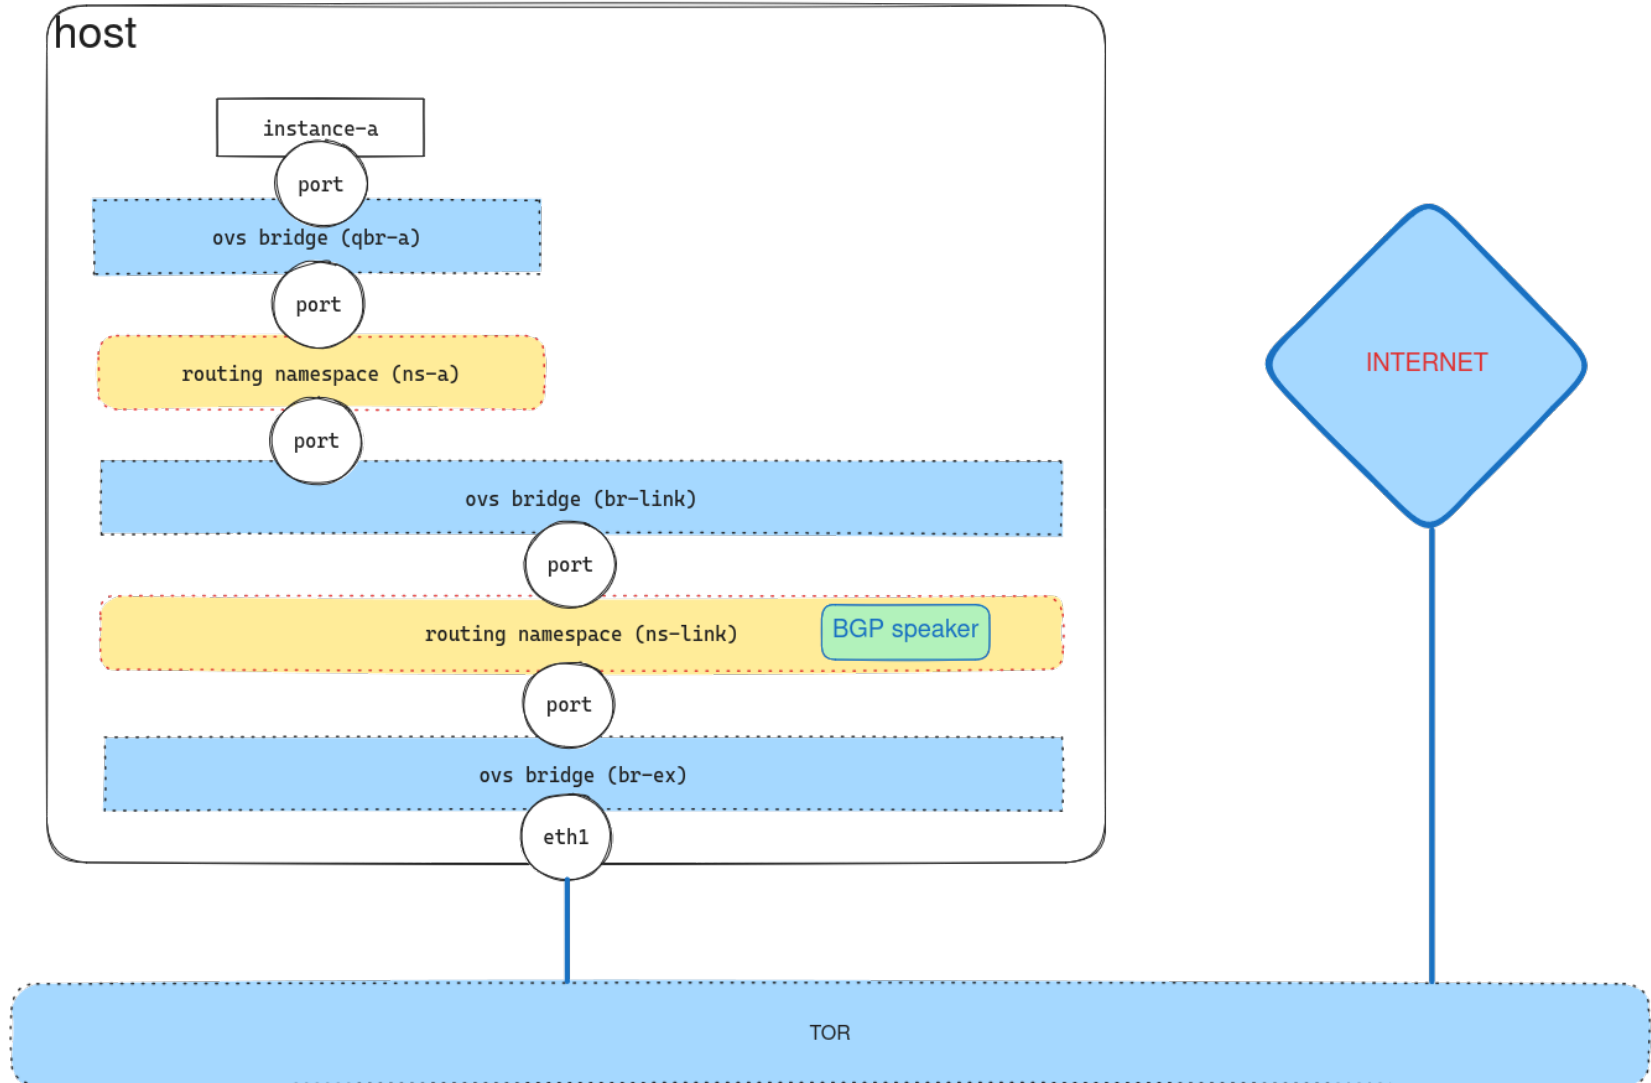 host
instance-a
port
ovs bridge (qbr-a)
port
routing namespace (ns-a)
port
ovs bridge (br-link)
port
routing namespace (ns-link)
BGP speaker
port
ovs bridge (br-ex)
eth1
INTERNET
TOR